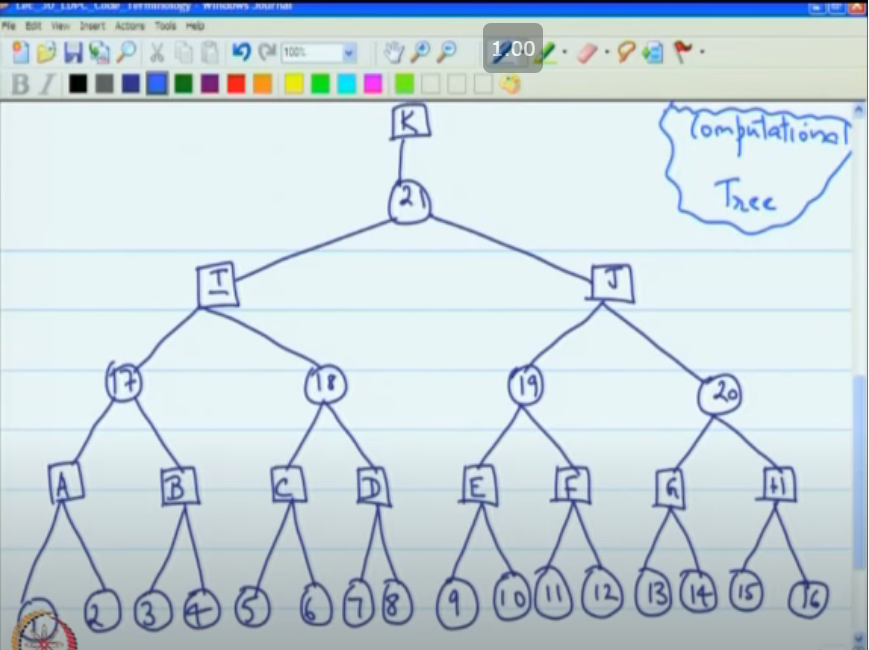 Lec_30_LDPC_Code_Terminology - Windows Journal
File Edit View Insert Actions Tools Help
100%
1.00
B I
K
Computational
Tree
21
I J
17 18 19 20
A B C D E F G H
1 2 3 4 5 6 7 8 9 10 11 12 13 14 15 16